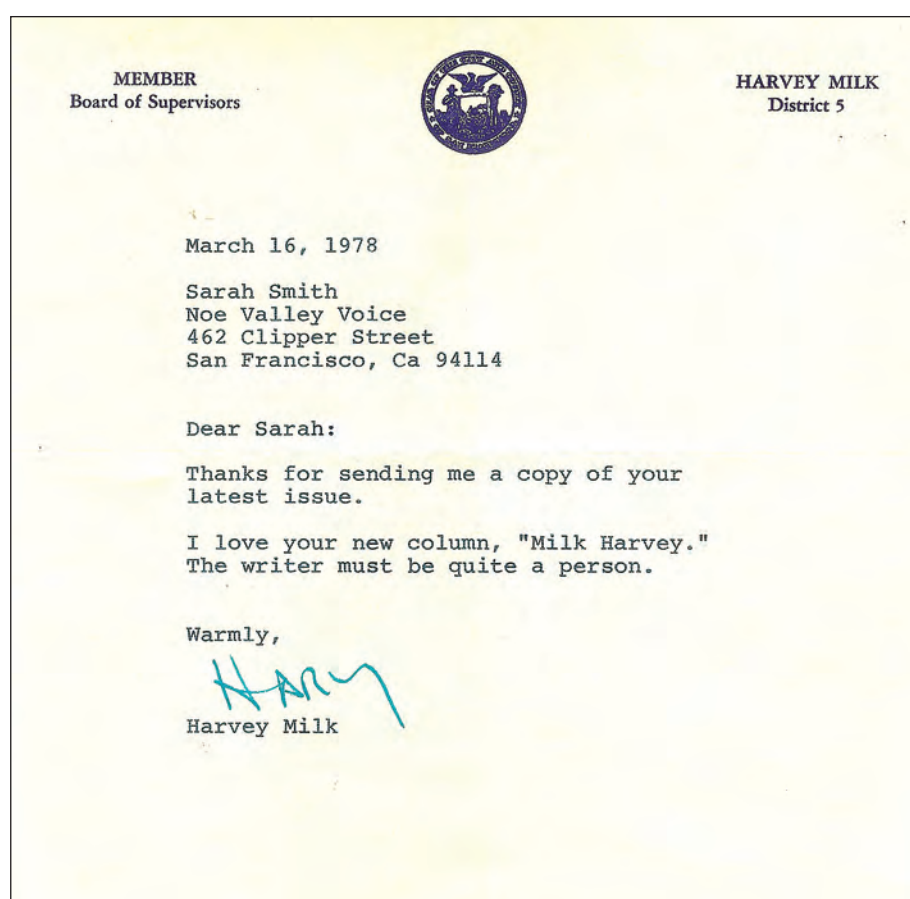 MEMBER
Board of Supervisors
HARVEY MILK
District 5
March 16, 1978
Sarah Smith
Noe Valley Voice
462 Clipper Street
San Francisco, Ca 94114
Dear Sarah:
Thanks for sending me a copy of your
latest issue.
I love your new column, "Milk Harvey."
The writer must be quite a person.
Warmly,
Harvey Milk